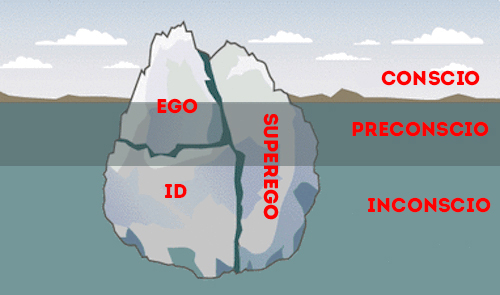 CONSCIO
EGO
PRECONSCIO
SUPEREGO
ID
INCONSCIO